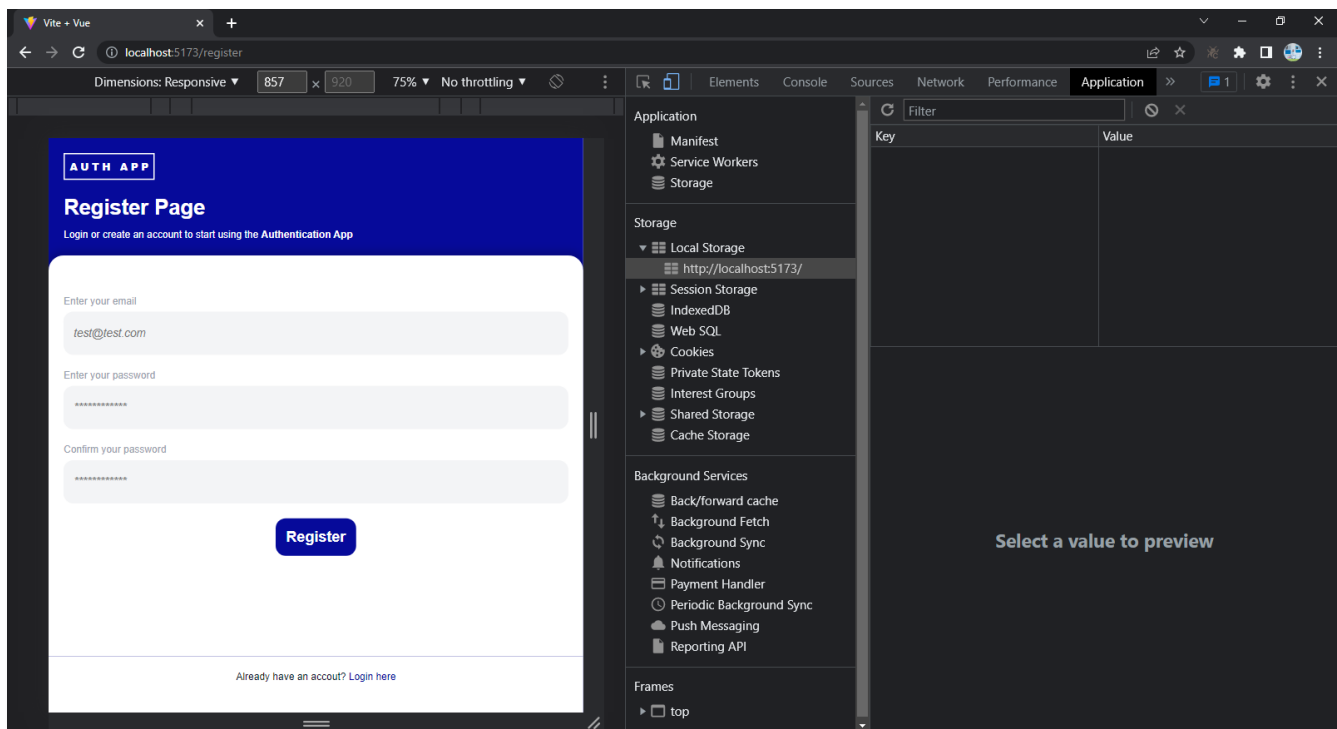 Vite + Vue
localhost:5173/register
Dimensions: Responsive ▼ 857 × 920 75% ▼ No throttling ▼
AUTH APP
Register Page
Login or create an account to start using the Authentication App
Enter your email
test@test.com
Enter your password
************
Confirm your password
************
Register
Already have an accout? Login here
Elements Console Sources Network Performance Application » 1
Application
Manifest
Service Workers
Storage
Storage
Local Storage
http://localhost:5173/
Session Storage
IndexedDB
Web SQL
Cookies
Private State Tokens
Interest Groups
Shared Storage
Cache Storage
Background Services
Back/forward cache
Background Fetch
Background Sync
Notifications
Payment Handler
Periodic Background Sync
Push Messaging
Reporting API
Frames
top
Filter
Key Value
Select a value to preview